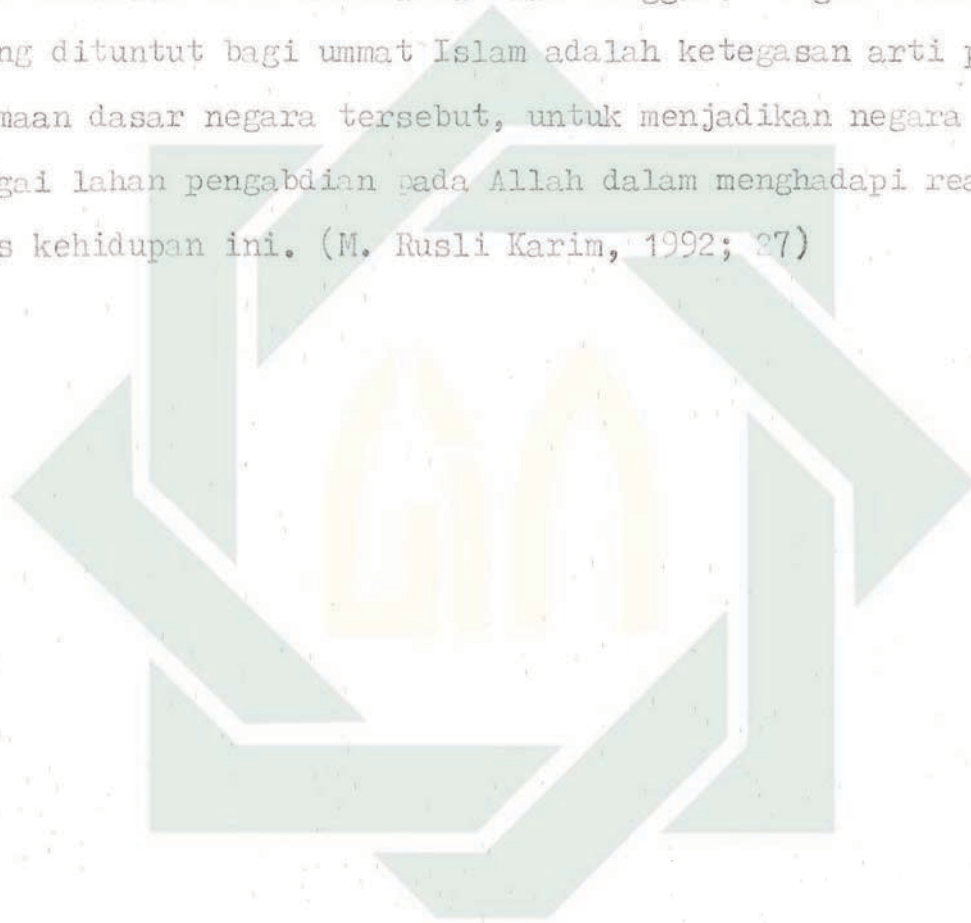 ng dituntut bagi ummat Islam adalah ketegasan arti p
maan dasar negara tersebut, untuk menjadikan negara
gai lahan pengabdian pada Allah dalam menghadapi rea
s kehidupan ini. (M. Rusli Karim, 1992; 27)